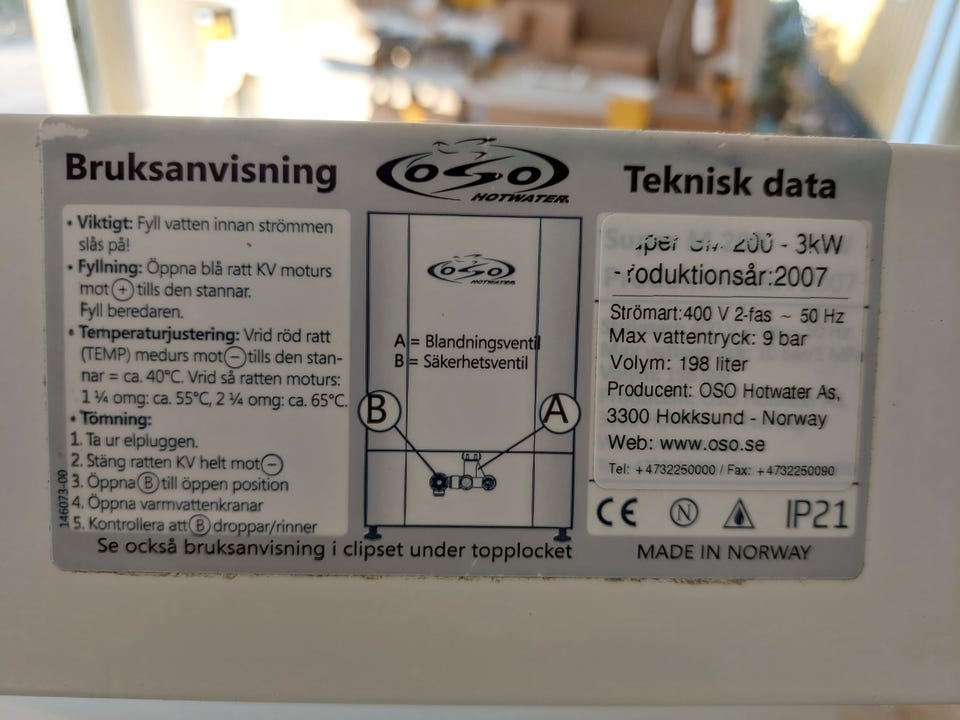 Bruksanvisning
• Viktigt: Fyll vatten innan strömmen
slås på!
• Fyllning: Öppna blå ratt KV moturs
mot + tills den stannar.
Fyll beredaren.
• Temperaturjustering: Vrid röd ratt
(TEMP) medurs mot - tills den stan-
nar = ca. 40°C. Vrid så ratten moturs:
1 ¼ omg: ca. 55°C, 2 ¼ omg: ca. 65°C.
• Tömning:
1. Ta ur elpluggen.
2. Stäng ratten KV helt mot -
3. Öppna B till öppen position
4. Öppna varmvattenkranar
5. Kontrollera att B droppar/rinner
146073-00
OSO
HOTWATER
OSO
HOTWATER
A = Blandningsventil
B = Säkerhetsventil
B
A
Se också bruksanvisning i clipset under topplocket
Teknisk data
200 - 3kW
roduktionsår:2007
Strömart:400 V 2-fas ~ 50 Hz
Max vattentryck: 9 bar
Volym: 198 liter
Producent: OSO Hotwater As,
3300 Hokksund - Norway
Web: www.oso.se
Tel: +4732250000 / Fax: +4732250090
CE N IP21
MADE IN NORWAY